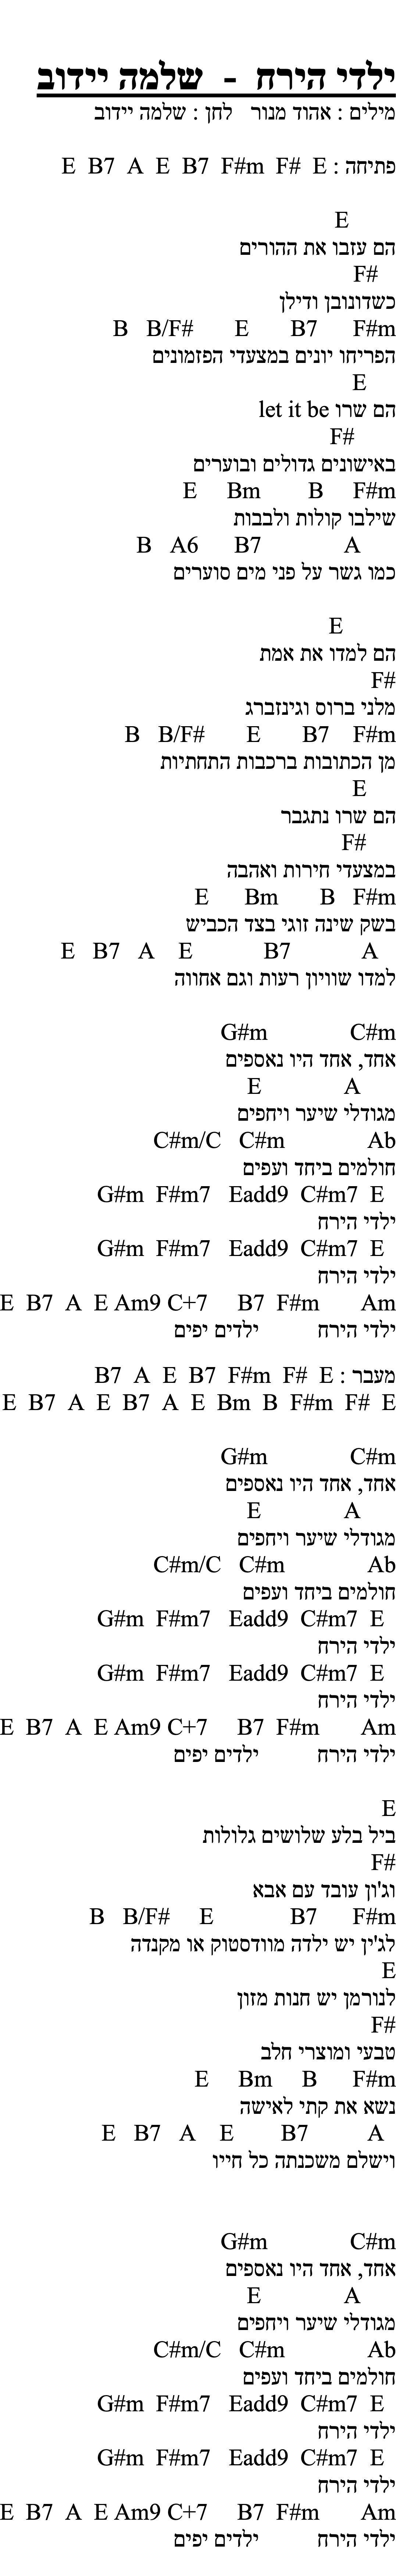 ילדי הירח - שלמה יידוב
מילים : אהוד מנור לחן : שלמה יידוב
פתיחה : E B7 A E B7 F#m F# E
E
הם עזבו את ההורים
F#
כשדונובן ודילן
B B/F# E B7 F#m
הפריחו יונים במצעדי הפזמונים
E
הם שרו let it be
F#
באישונים גדולים ובוערים
E Bm B F#m
שילבו קולות ולבבות
B A6 B7 A
כמו גשר על פני מים סוערים
E
הם למדו את אמת
F#
מלני ברוס וגינזברג
B B/F# E B7 F#m
מן הכתובות ברכבות התחתיות
E
הם שרו נתגבר
F#
במצעדי חירות ואהבה
E Bm B F#m
בשק שינה זוגי בצד הכביש
E B7 A E B7 A
למדו שוויון רעות וגם אחווה
G#m C#m
אחד, אחד היו נאספים
E A
מגודלי שיער ויחפים
C#m/C C#m Ab
חולמים ביחד ועפים
G#m F#m7 Eadd9 C#m7 E
ילדי הירח
G#m F#m7 Eadd9 C#m7 E
ילדי הירח
E B7 A E Am9 C+7 B7 F#m Am
ילדי הירח ילדים יפים
מעבר : B7 A E B7 F#m F# E
E B7 A E B7 A E Bm B F#m F# E
G#m C#m
אחד, אחד היו נאספים
E A
מגודלי שיער ויחפים
C#m/C C#m Ab
חולמים ביחד ועפים
G#m F#m7 Eadd9 C#m7 E
ילדי הירח
G#m F#m7 Eadd9 C#m7 E
ילדי הירח
E B7 A E Am9 C+7 B7 F#m Am
ילדי הירח ילדים יפים
E
ביל בלע שלושים גלולות
F#
וג'ון עובד עם אבא
B B/F# E B7 F#m
לג'ין יש ילדה מוודסטוק או מקנדה
E
לנורמן יש חנות מזון
F#
טבעי ומוצרי חלב
E Bm B F#m
נשא את קתי לאישה
E B7 A E B7 A
וישלם משכנתה כל חייו
G#m C#m
אחד, אחד היו נאספים
E A
מגודלי שיער ויחפים
C#m/C C#m Ab
חולמים ביחד ועפים
G#m F#m7 Eadd9 C#m7 E
ילדי הירח
G#m F#m7 Eadd9 C#m7 E
ילדי הירח
E B7 A E Am9 C+7 B7 F#m Am
ילדי הירח ילדים יפים